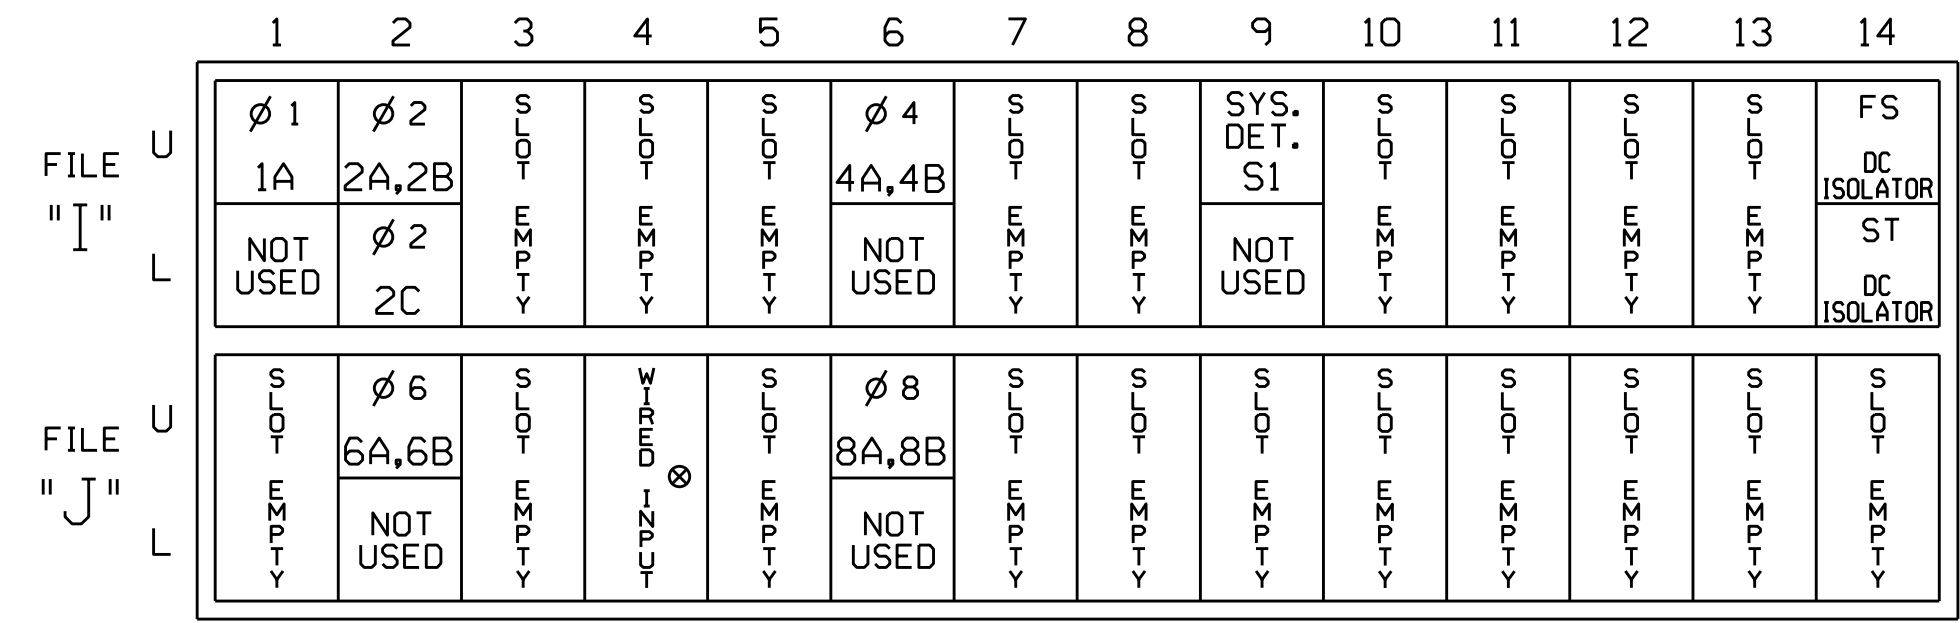 1 2 3 4 5 6 7 8 9 10 11 12 13 14
FILE
"I"
U
L
ø 1
1A
NOT
USED
ø 2
2A,2B
ø 2
2C
SLOT EMPTY
SLOT EMPTY
SLOT EMPTY
ø 4
4A,4B
NOT
USED
SLOT EMPTY
SLOT EMPTY
SYS.
DET.
S1
NOT
USED
SLOT EMPTY
SLOT EMPTY
SLOT EMPTY
SLOT EMPTY
FS
DC
ISOLATOR
ST
DC
ISOLATOR
FILE
"J"
U
L
SLOT EMPTY
ø 6
6A,6B
NOT
USED
SLOT EMPTY
WIRED INPUT
⊗
SLOT EMPTY
ø 8
8A,8B
NOT
USED
SLOT EMPTY
SLOT EMPTY
SLOT EMPTY
SLOT EMPTY
SLOT EMPTY
SLOT EMPTY
SLOT EMPTY
SLOT EMPTY